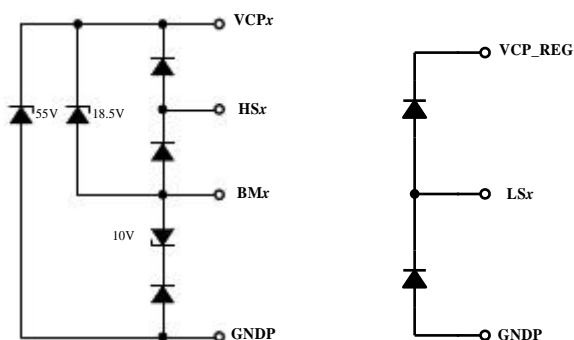 VCPx
VCP_REG
55V
18.5V
HSx
BMx
LSx
10V
GNDP
GNDP